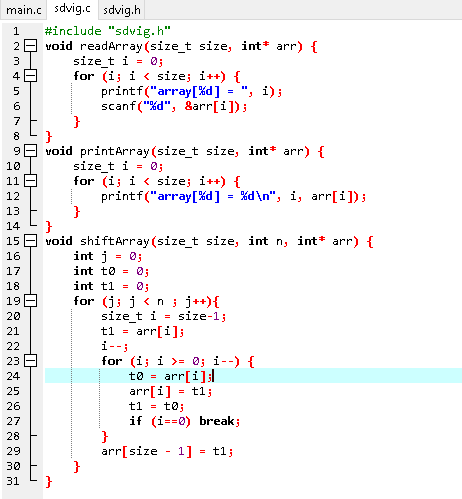 main.c sdvig.c sdvig.h
1 #include "sdvig.h"
2 void readArray(size_t size, int* arr) {
3 size_t i = 0;
4 for (i; i < size; i++) {
5 printf("array[%d] = ", i);
6 scanf("%d", &arr[i]);
7 }
8 }
9 void printArray(size_t size, int* arr) {
10 size_t i = 0;
11 for (i; i < size; i++) {
12 printf("array[%d] = %d\n", i, arr[i]);
13 }
14 }
15 void shiftArray(size_t size, int n, int* arr) {
16 int j = 0;
17 int t0 = 0;
18 int t1 = 0;
19 for (j; j < n ; j++){
20 size_t i = size-1;
21 t1 = arr[i];
22 i--;
23 for (i; i >= 0; i--) {
24 t0 = arr[i];
25 arr[i] = t1;
26 t1 = t0;
27 if (i==0) break;
28 }
29 arr[size - 1] = t1;
30 }
31 }